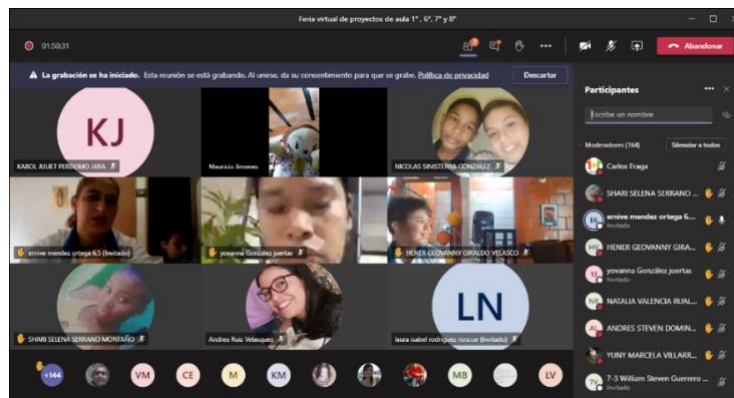 Feria virtual de proyectos de aula 1°, 6°, 7° y 8°
01:50:31
Abandonar
La grabación se ha iniciado. Esta reunión se está grabando. Al unirse, da su consentimiento para que se grabe. Política de privacidad
Descartar
KJ
KAROL JULIET PERDOMO JARA
Mauricio Simenez
NICOLAS SINISTERRA GONZALEZ
ernive mendez ortega 6.5 (Invitado)
yovanna González juertas
HENER GEOVANNY GIRALDO VELASCO
SHARI SELENA SERRANO MONTAÑO
Andrea Ruiz Velasquez
LN
laura isabel rodriguez noscue (Invitado)
+144
VM
CE
M
KM
MB
LV
Participantes
Escribe un nombre
Moderadores (164)
Silenciar a todos
Carlos Fraga
SHARI SELENA SERRANO ...
ernive mendez ortega 6...
Invitado
HENER GEOVANNY GIRA...
yovanna González juertas
Invitado
NATALIA VALENCIA RUAL...
ANDRES STEVEN DOMIN...
YUNY MARCELA VILLARR...
7-3 William Steven Guerrero ...
Invitado